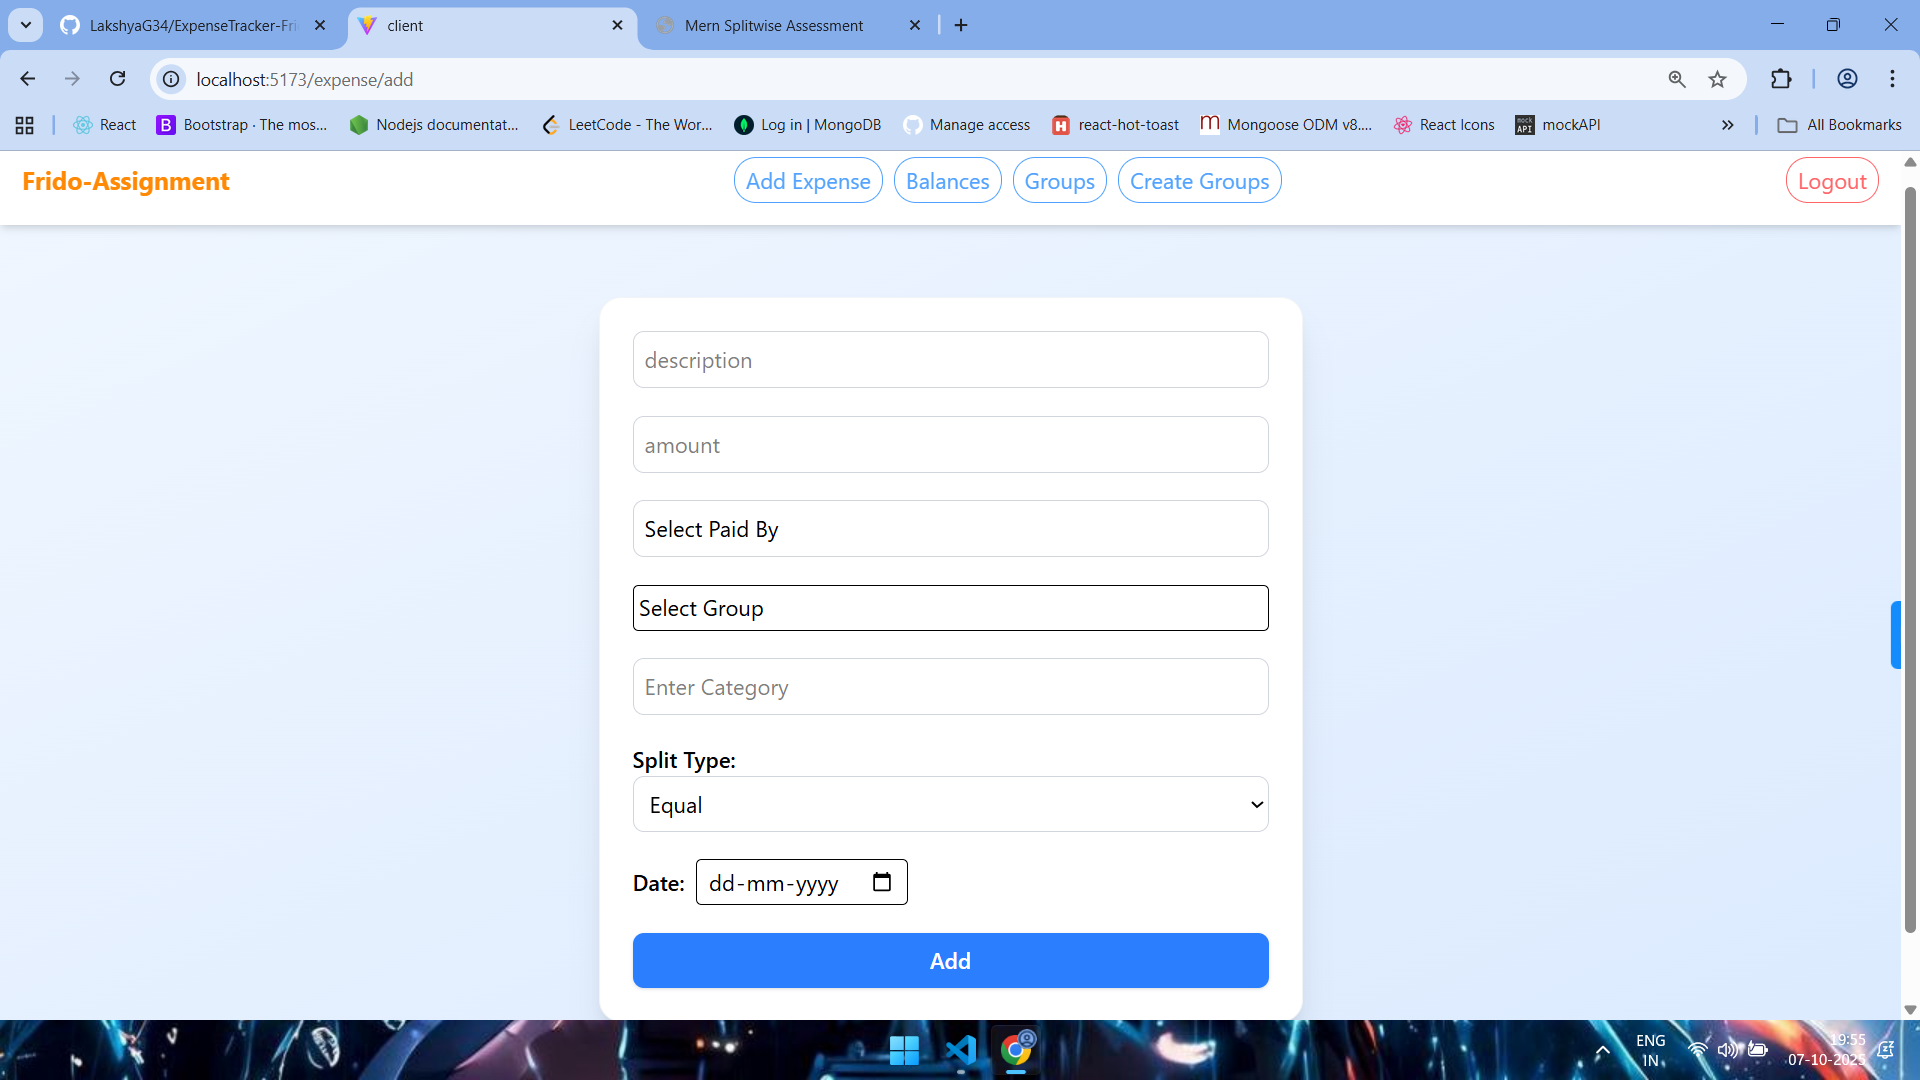 LakshyaG34/ExpenseTracker-Fri
client
Mern Splitwise Assessment
localhost:5173/expense/add
React
Bootstrap · The mos...
Nodejs documentat...
LeetCode - The Wor...
Log in | MongoDB
Manage access
react-hot-toast
Mongoose ODM v8....
React Icons
mock
API
mockAPI
All Bookmarks
Frido-Assignment
Add Expense
Balances
Groups
Create Groups
Logout
description
amount
Select Paid By
Select Group
Enter Category
Split Type:
Equal
Date:
dd-mm-yyyy
Add
ENG
IN
19:55
07-10-2025